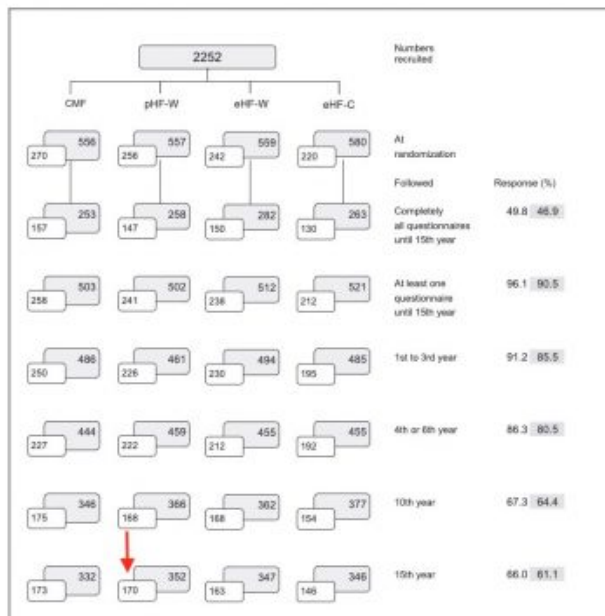 2252
Numbers
recruited
CMF pHF-W eHF-W eHF-C
556 557 559 580 At
270 256 242 220 randomization
Followed Response (%)
253 258 282 263 Completely 49.8 46.9
157 147 150 130 all questionnaires
until 15th year
503 502 512 521 At least one 96.1 90.5
258 241 236 212 questionnaire
until 15th year
486 461 494 485 1st to 3rd year 91.2 85.5
250 226 230 195
444 459 455 455 4th or 6th year 86.3 80.5
227 222 212 192
346 366 362 377 10th year 67.3 64.4
175 168 168 154
332 352 347 346 15th year 66.0 61.1
173 170 163 146